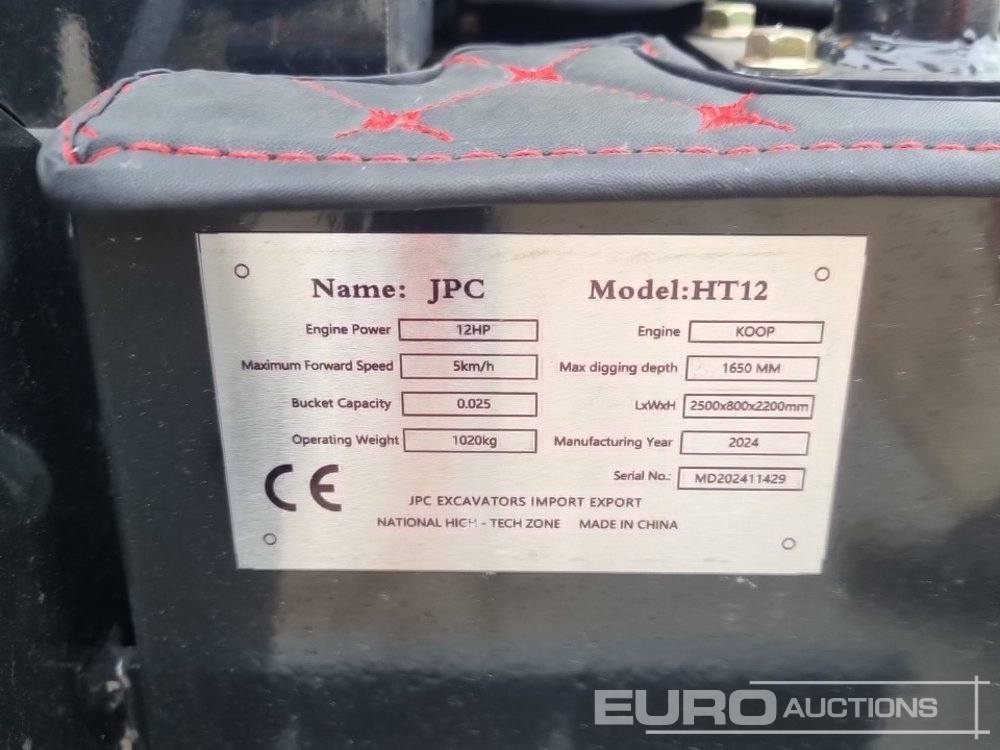 Name: JPC Model:HT12
Engine Power 12HP Engine KOOP
Maximum Forward Speed 5km/h Max digging depth 1650 MM
Bucket Capacity 0.025 LxWxH 2500x800x2200mm
Operating Weight 1020kg Manufacturing Year 2024
Serial No.: MD202411429
CE
JPC EXCAVATORS IMPORT EXPORT
NATIONAL HIGH - TECH ZONE MADE IN CHINA
EURO AUCTIONS